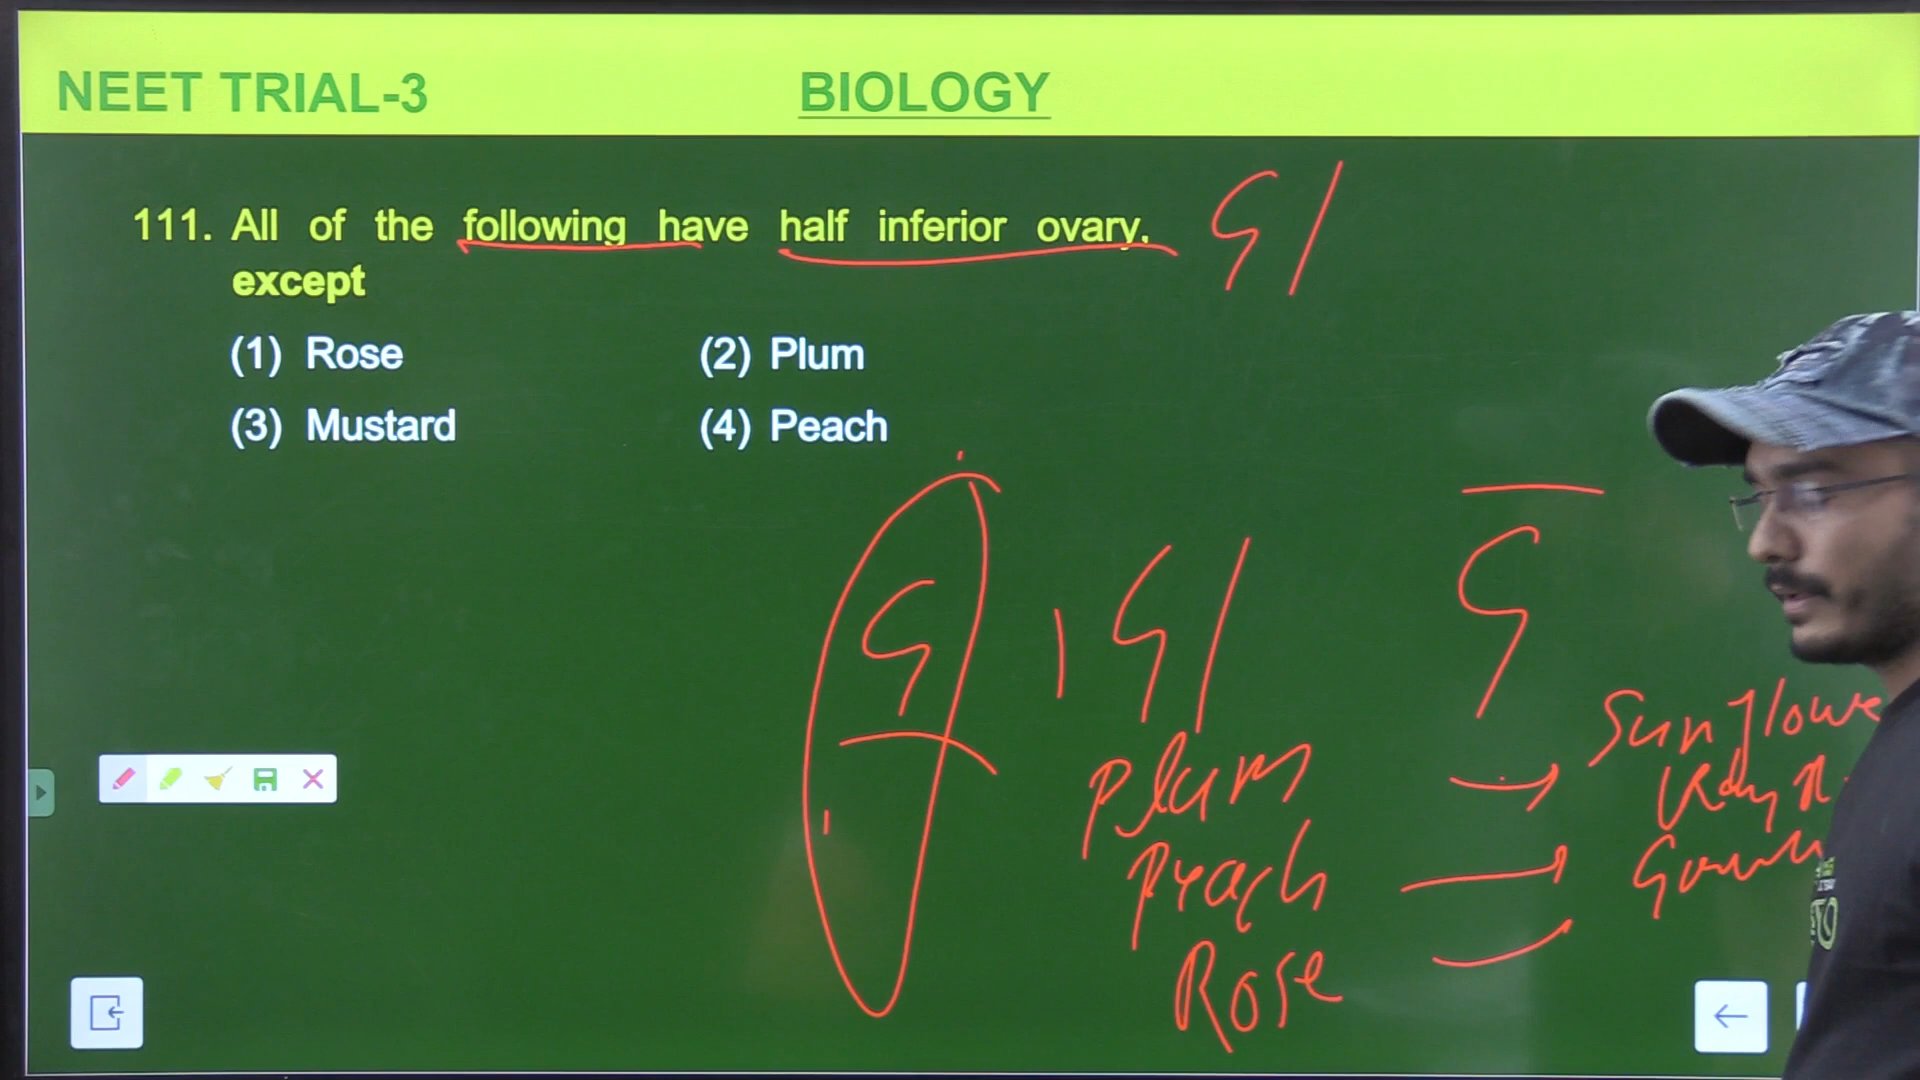 NEET TRIAL-3
BIOLOGY
111. All of the following have half inferior ovary,
except
(1) Rose
(2) Plum
(3) Mustard
(4) Peach
G/
G
|G/
G
Plum
Peach
Rose
Sunflowe
Ray